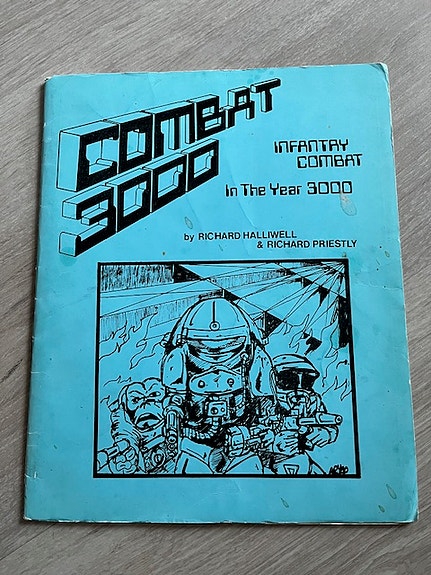 COMBAT
3000
INFANTRY
COMBAT
In The Year 3000
by RICHARD HALLIWELL
& RICHARD PRIESTLY